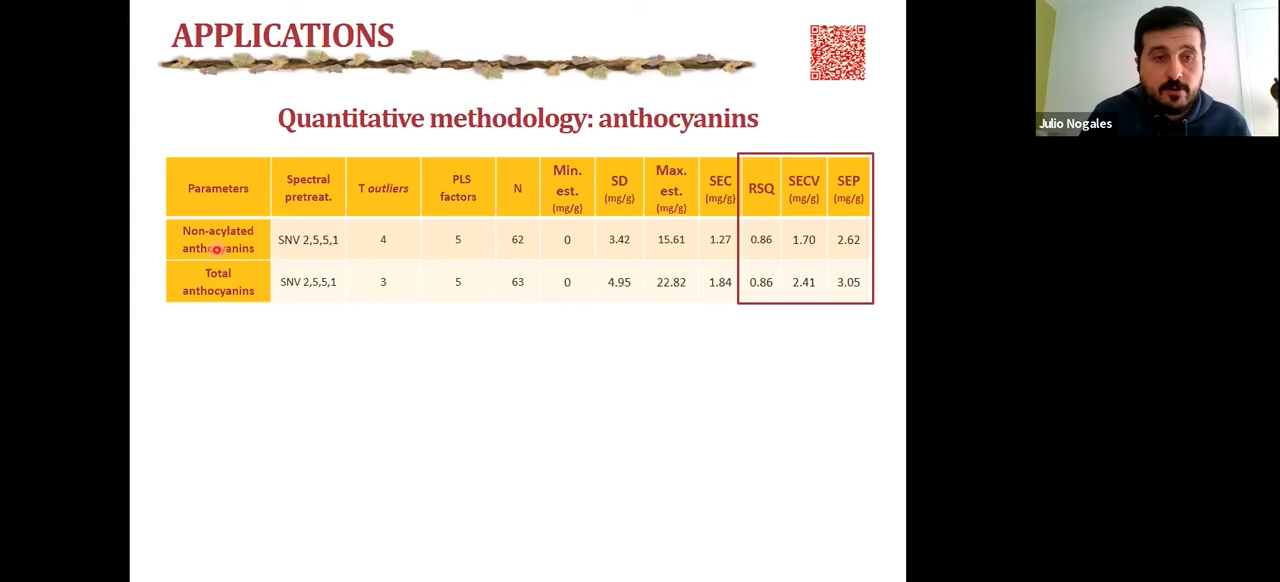 APPLICATIONS
Quantitative methodology: anthocyanins
Parameters
Spectral
pretreat.
T outliers
PLS
factors
N
Min.
est.
(mg/g)
SD
(mg/g)
Max.
est.
(mg/g)
SEC
(mg/g)
RSQ
SECV
(mg/g)
SEP
(mg/g)
Non-acylated
anthocyanins
SNV 2,5,5,1
4
5
62
0
3.42
15.61
1.27
0.86
1.70
2.62
Total
anthocyanins
SNV 2,5,5,1
3
5
63
0
4.95
22.82
1.84
0.86
2.41
3.05
Julio Nogales